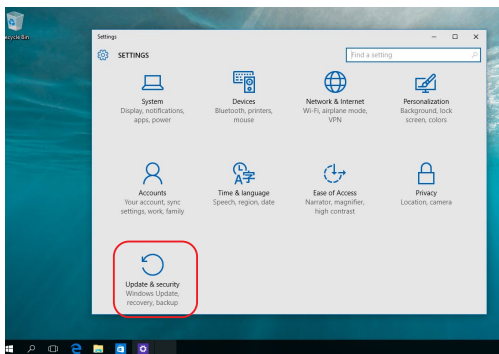 Recycle Bin
Settings
SETTINGS
Find a setting
System
Display, notifications,
apps, power
Devices
Bluetooth, printers,
mouse
Network & Internet
Wi-Fi, airplane mode,
VPN
Personalization
Background, lock
screen, colors
Accounts
Your account, sync
settings, work, family
Time & language
Speech, region, date
Ease of Access
Narrator, magnifier,
high contrast
Privacy
Location, camera
Update & security
Windows Update,
recovery, backup